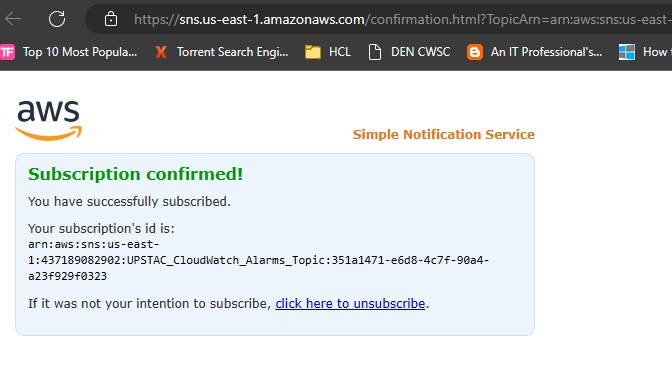 https://sns.us-east-1.amazonaws.com/confirmation.html?TopicArn=arn:aws:sns:us-east-
TF Top 10 Most Popula... X Torrent Search Engi... HCL DEN CWSC An IT Professional's... How t
aws
Simple Notification Service
Subscription confirmed!
You have successfully subscribed.
Your subscription's id is:
arn:aws:sns:us-east-
1:437189082902:UPSTAC_CloudWatch_Alarms_Topic:351a1471-e6d8-4c7f-90a4-
a23f929f0323
If it was not your intention to subscribe, click here to unsubscribe.